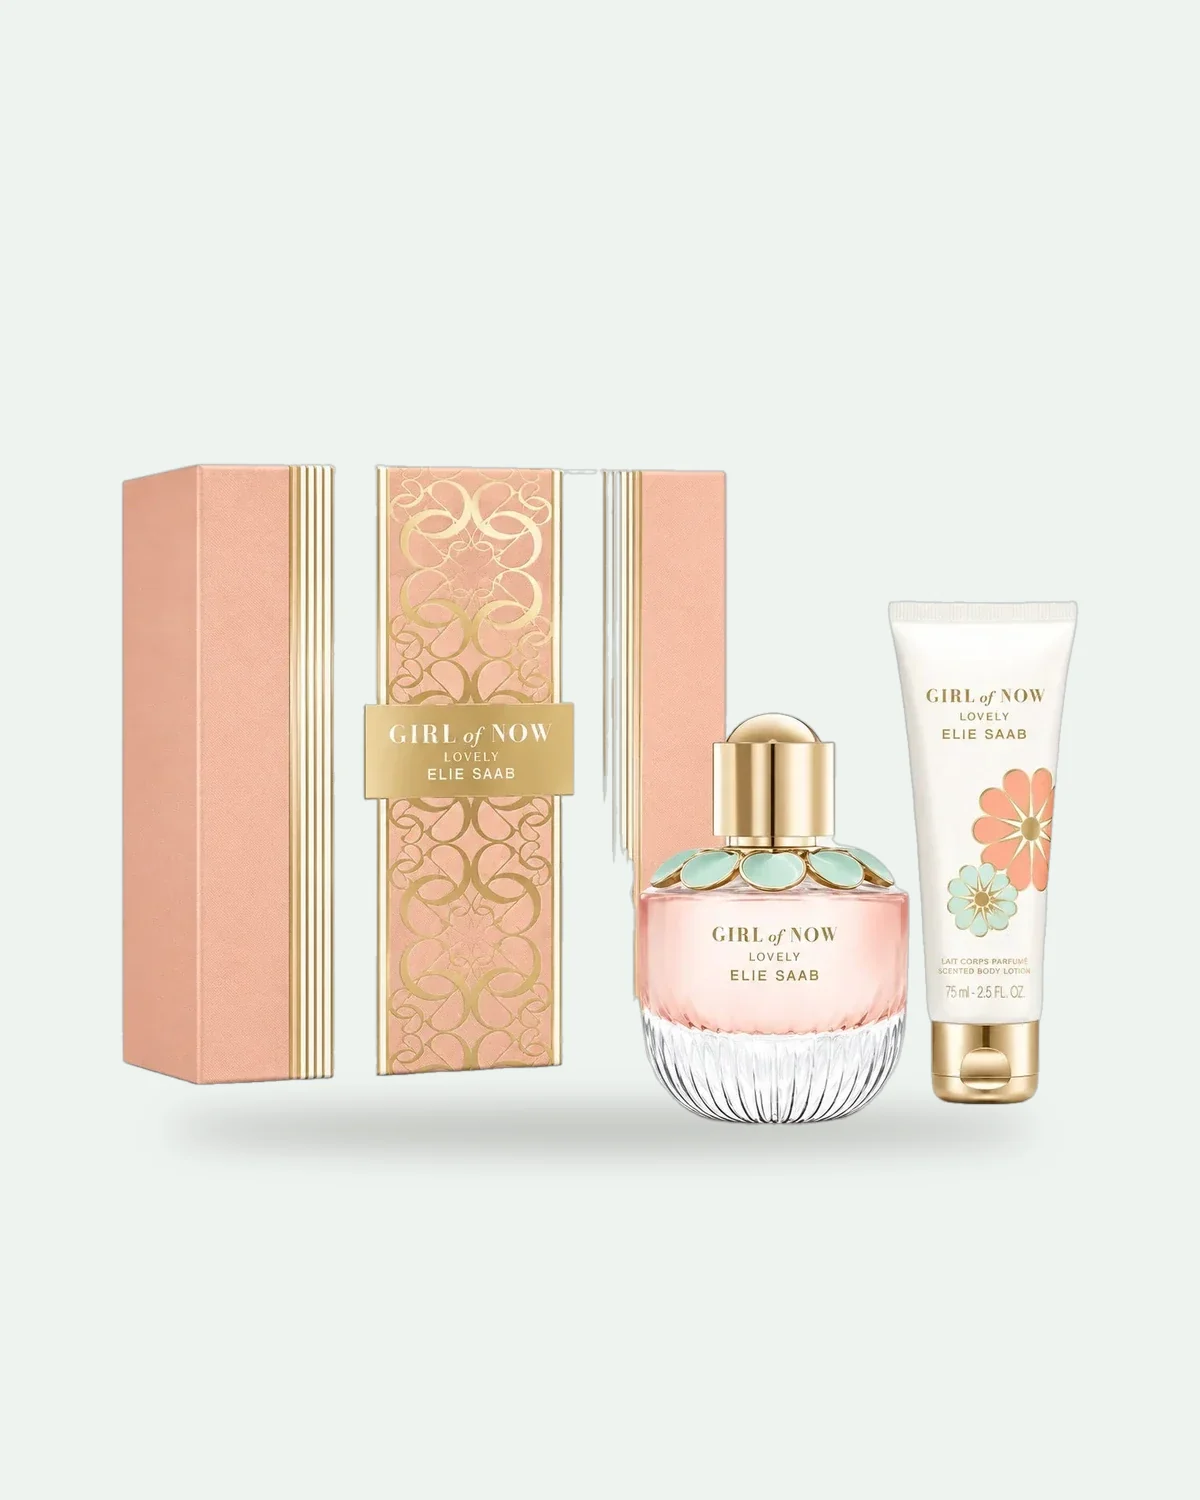 GIRL of NOW
LOVELY
ELIE SAAB
GIRL of NOW
LOVELY
ELIE SAAB
GIRL of NOW
LOVELY
ELIE SAAB
LAIT CORPS PARFUMÉ
SCENTED BODY LOTION
75 ml - 2.5 FL. OZ.